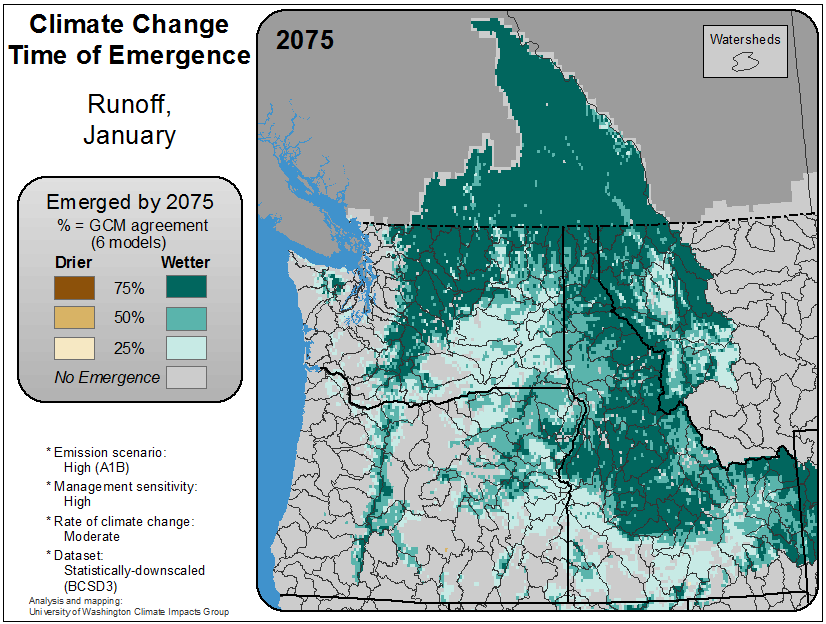 Climate Change
Time of Emergence
Runoff,
January
Emerged by 2075
% = GCM agreement
(6 models)
Drier Wetter
75%
50%
25%
No Emergence
* Emission scenario:
High (A1B)
* Management sensitivity:
High
* Rate of climate change:
Moderate
* Dataset:
Statistically-downscaled
(BCSD3)
Analysis and mapping:
University of Washington Climate Impacts Group
2075
Watersheds